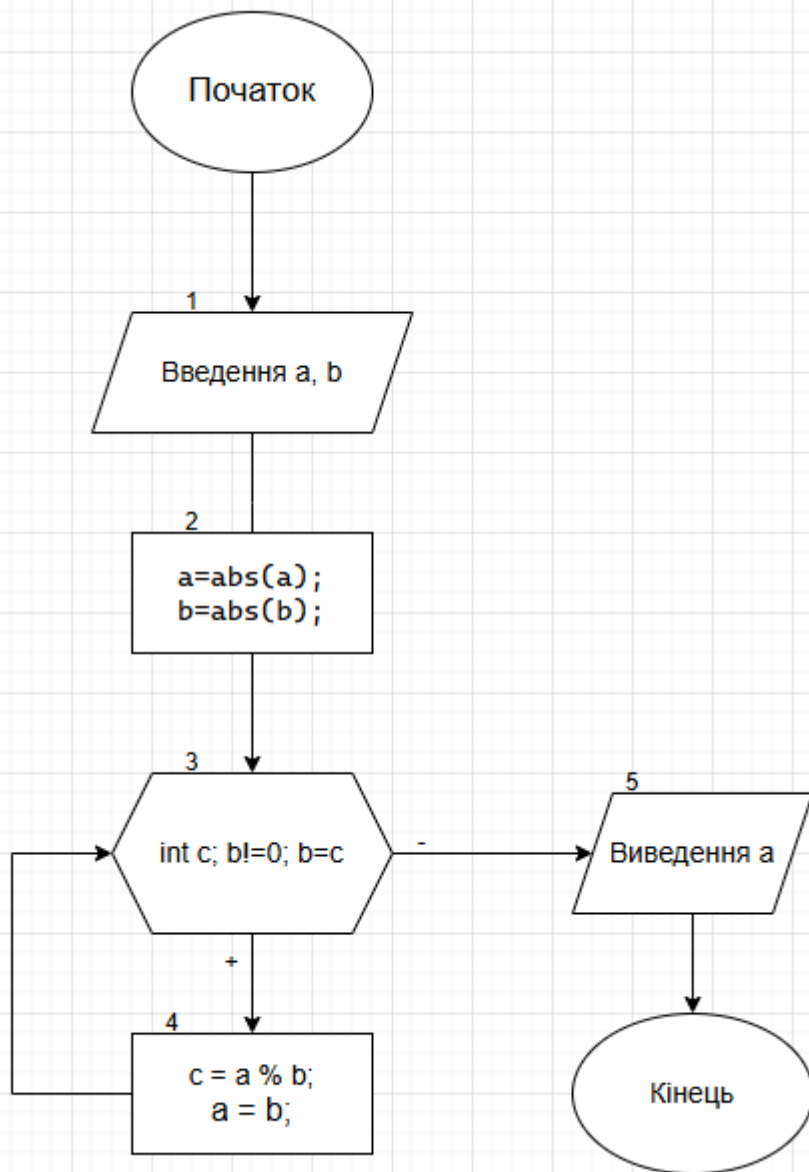 Початок
1
Введення a, b
2
a=abs(a);
b=abs(b);
3
int c; b!=0; b=c
-
+
4
c = a % b;
a = b;
5
Виведення a
Кінець